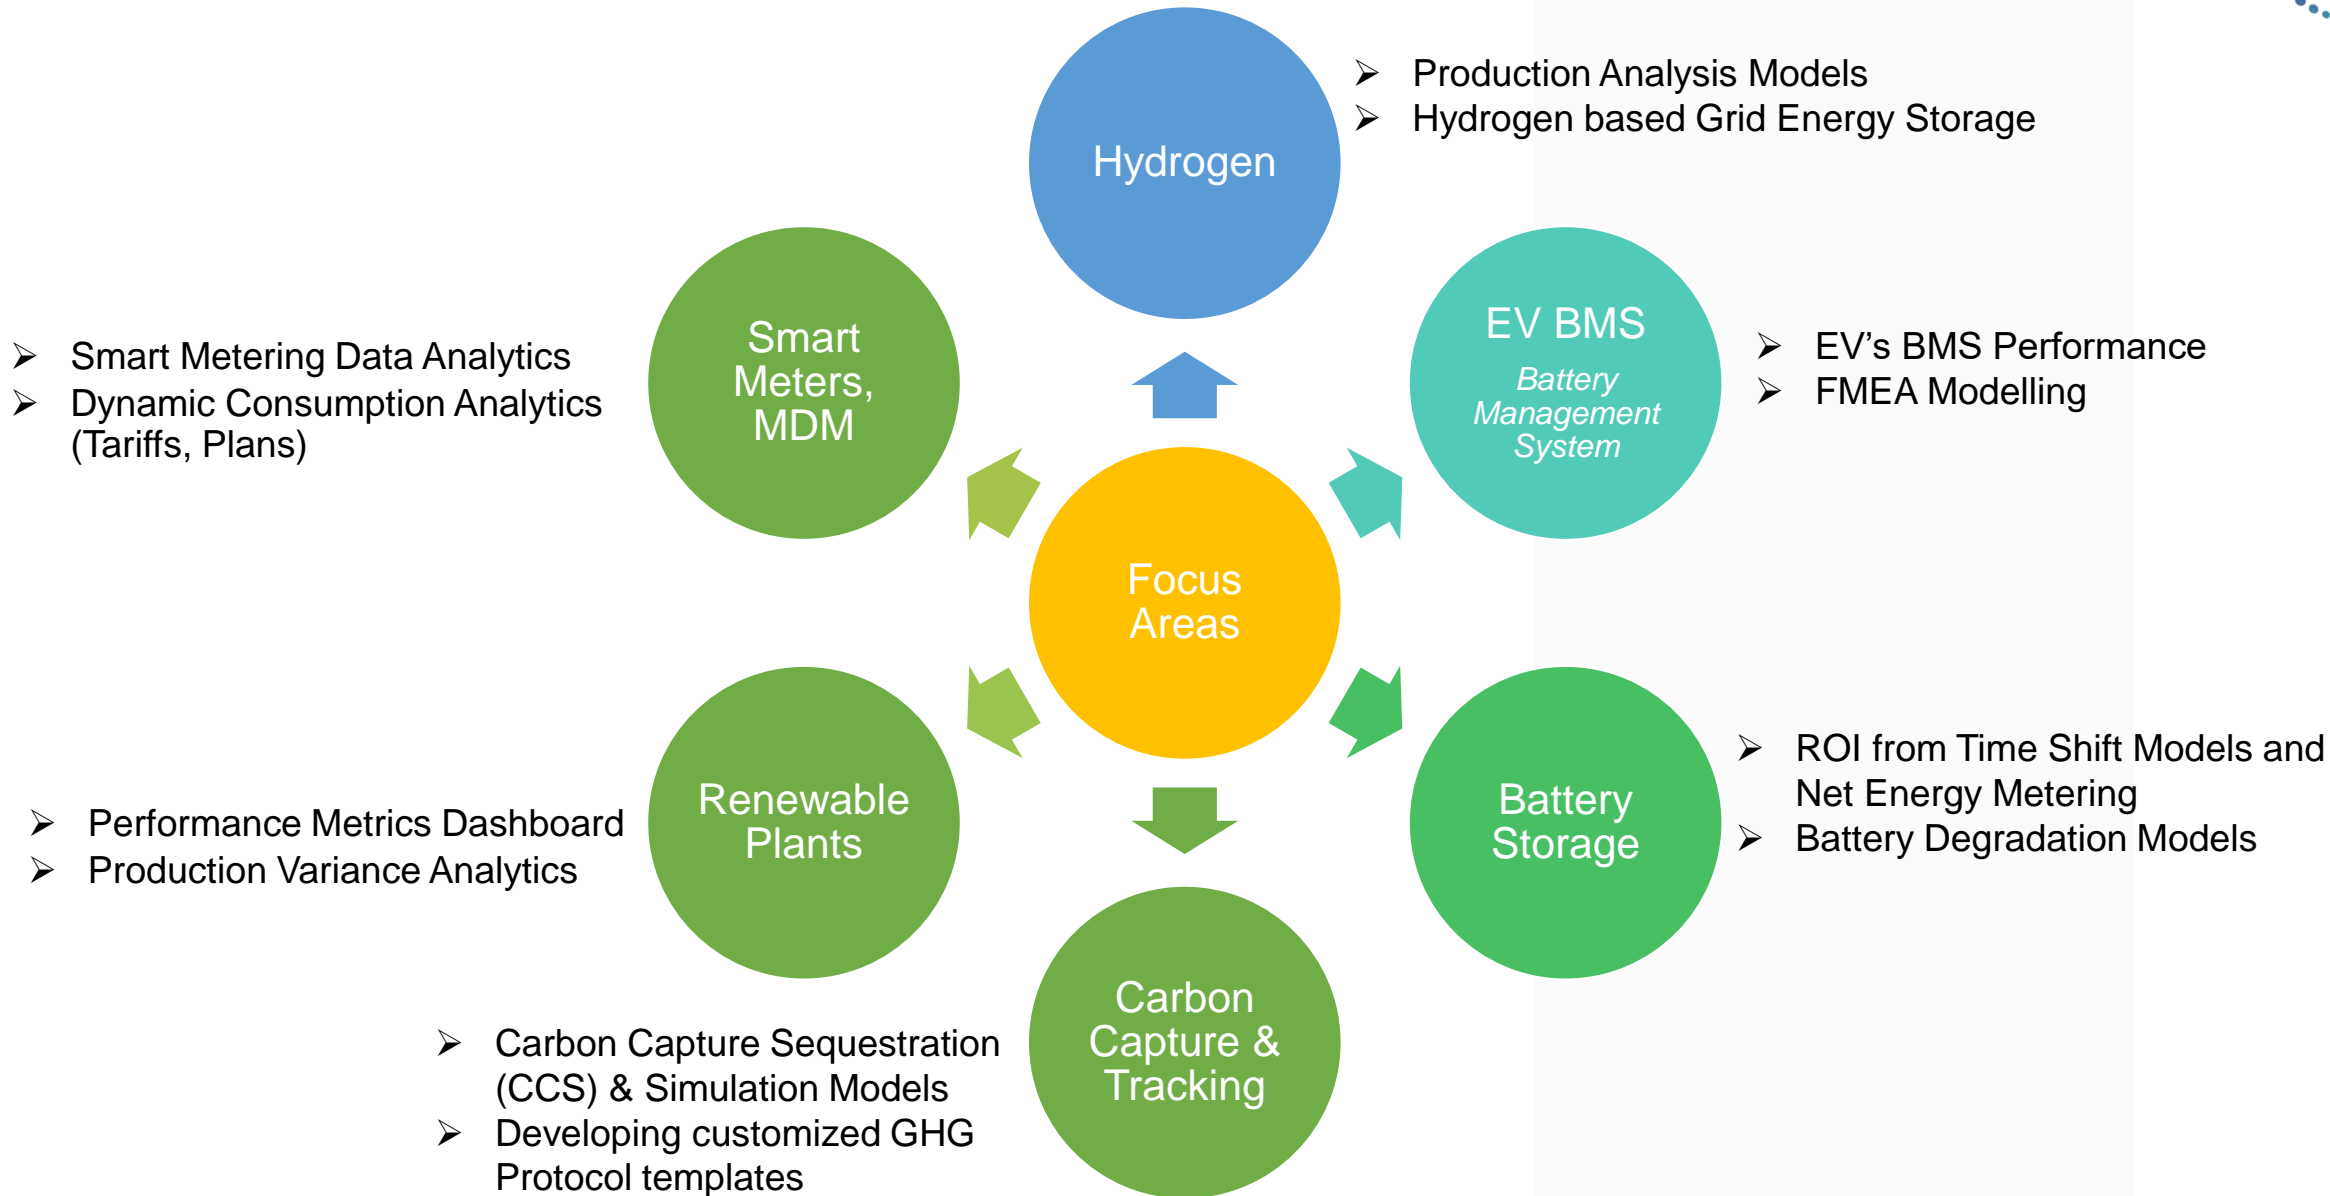 Hydrogen
➢ Production Analysis Models
➢ Hydrogen based Grid Energy Storage
EV BMS
Battery
Management
System
➢ EV’s BMS Performance
➢ FMEA Modelling
Smart
Meters,
MDM
➢ Smart Metering Data Analytics
➢ Dynamic Consumption Analytics
(Tariffs, Plans)
Focus
Areas
Battery
Storage
➢ ROI from Time Shift Models and
Net Energy Metering
➢ Battery Degradation Models
Renewable
Plants
➢ Performance Metrics Dashboard
➢ Production Variance Analytics
Carbon
Capture &
Tracking
➢ Carbon Capture Sequestration
(CCS) & Simulation Models
➢ Developing customized GHG
Protocol templates